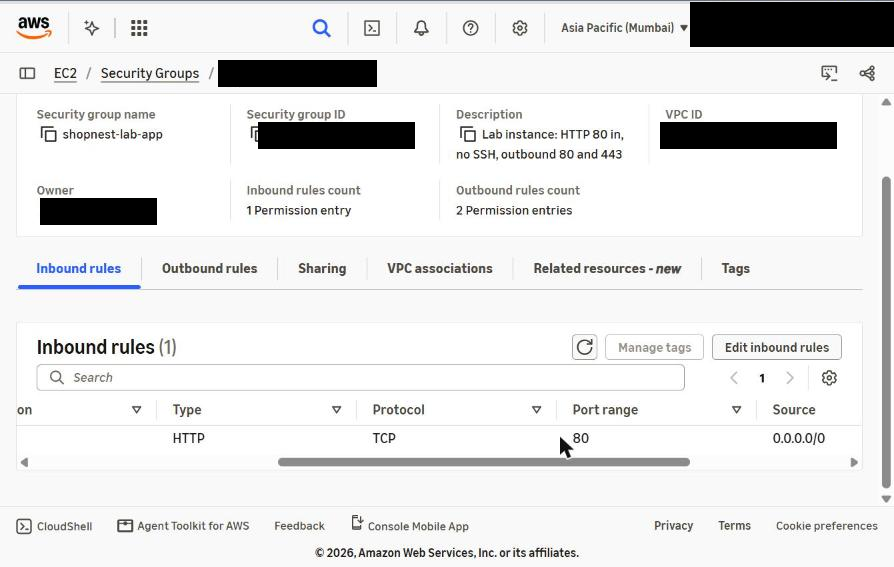 aws
Asia Pacific (Mumbai)
EC2 / Security Groups /
Security group name
shopnest-lab-app
Security group ID
Description
Lab instance: HTTP 80 in,
no SSH, outbound 80 and 443
VPC ID
Owner
Inbound rules count
1 Permission entry
Outbound rules count
2 Permission entries
Inbound rules
Outbound rules
Sharing
VPC associations
Related resources - new
Tags
Inbound rules (1)
Manage tags
Edit inbound rules
Search
1
on
Type
Protocol
Port range
Source
HTTP
TCP
80
0.0.0.0/0
CloudShell
Agent Toolkit for AWS
Feedback
Console Mobile App
Privacy
Terms
Cookie preferences
© 2026, Amazon Web Services, Inc. or its affiliates.